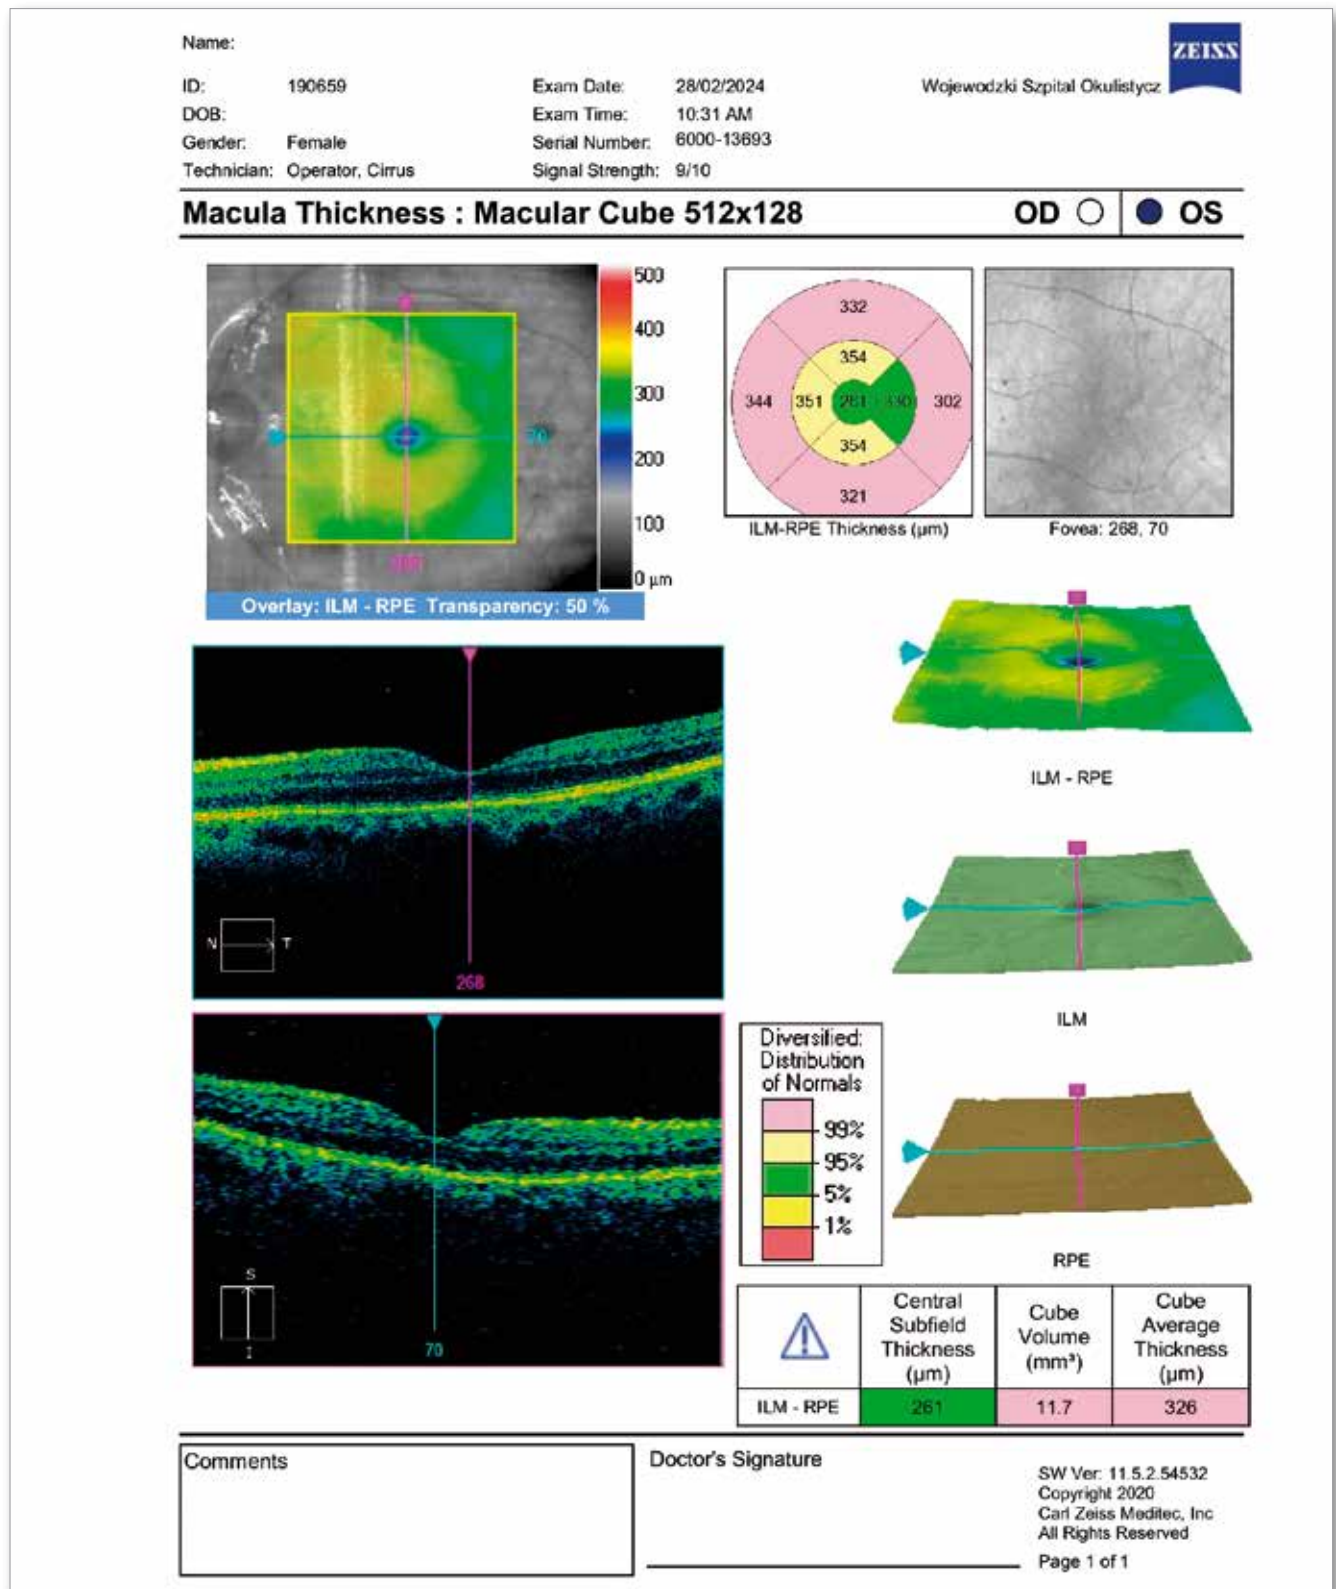 ZEISS
Name:
ID: 190659 Exam Date: 28/02/2024 Wojewodzki Szpital Okulistycz
DOB: Exam Time: 10:31 AM
Gender: Female Serial Number: 6000-13693
Technician: Operator, Cirrus Signal Strength: 9/10
Macula Thickness : Macular Cube 512x128 OD OS
500
400
300
200
100
0 µm
70
Overlay: ILM - RPE Transparency: 50 %
332
354
344 351 261 330 302
354
321
ILM-RPE Thickness (µm)
Fovea: 268, 70
ILM - RPE
N T
268
ILM
S
I
70
Diversified:
Distribution
of Normals
99%
95%
5%
1%
RPE
Central Subfield Thickness (µm)
Cube Volume (mm³)
Cube Average Thickness (µm)
ILM - RPE 261 11.7 326
Comments
Doctor's Signature
SW Ver: 11.5.2.54532
Copyright 2020
Carl Zeiss Meditec, Inc
All Rights Reserved
Page 1 of 1